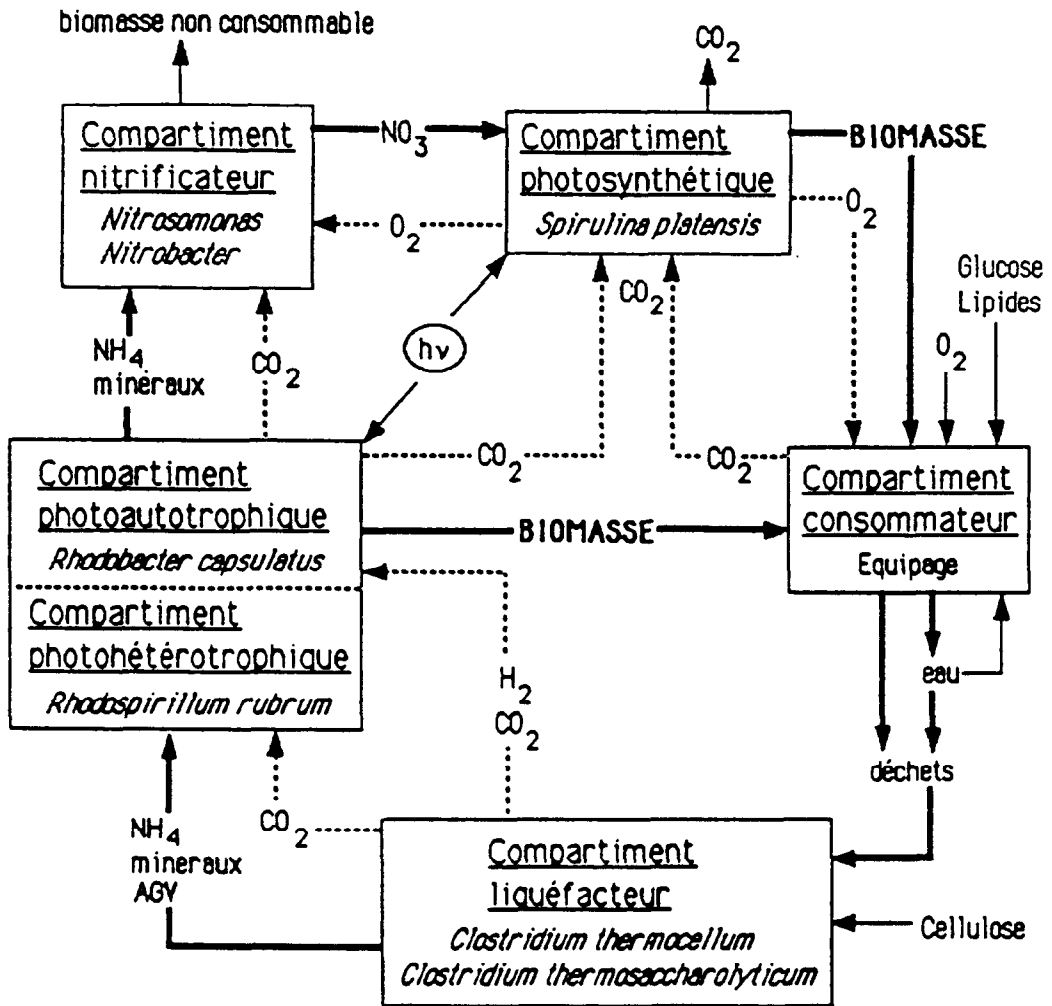 biomasse non consommable
CO2
Compartiment
nitrificateur
Nitrosomonas
Nitrobacter
NO3
Compartiment
photosynthétique
Spirulina platensis
BIOMASSE
O2
O2
Glucose
Lipides
O2
CO2
hν
NH4
minéraux
CO2
CO2
CO2
Compartiment
photoautotrophique
Rhodobacter capsulatus
Compartiment
photohétérotrophique
Rhodospirillum rubrum
BIOMASSE
Compartiment
consommateur
Equipage
H2
CO2
eau
déchets
NH4
mineraux
AGV
CO2
Compartiment
liquéfacteur
Clostridium thermocellum
Clostridium thermosaccharolyticum
Cellulose